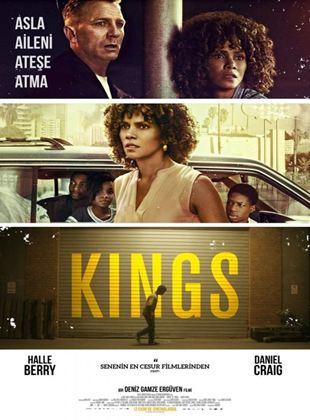 ASLA
AİLENİ
ATEŞE
ATMA
KINGS
HALLE
BERRY
SENENİN EN CESUR FİLMLERİNDEN
DANIEL
CRAIG
BİR DENİZ GAMZE ERGÜVEN FİLMİ